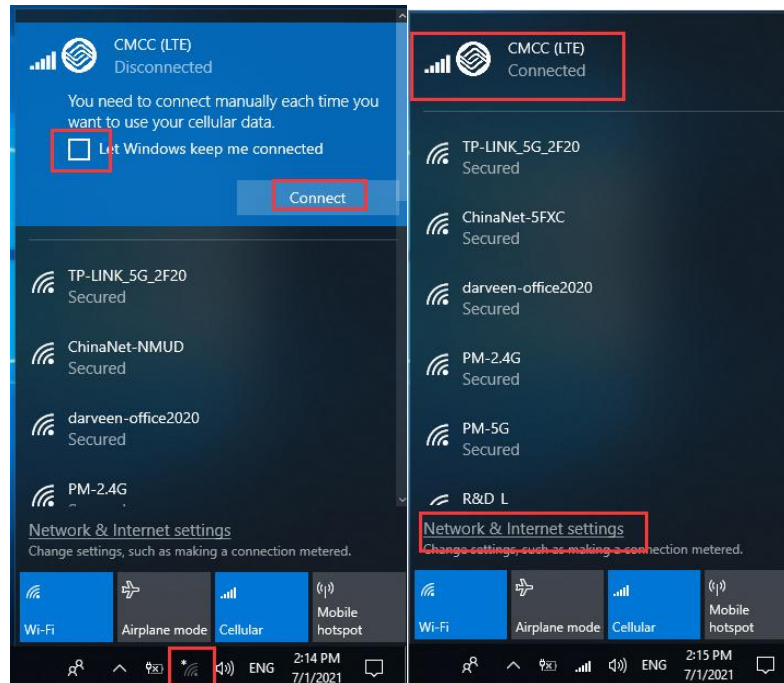 CMCC (LTE)
Disconnected
You need to connect manually each time you
want to use your cellular data.
Let Windows keep me connected
Connect
TP-LINK_5G_2F20
Secured
ChinaNet-NMUD
Secured
darveen-office2020
Secured
PM-2.4G
Network & Internet settings
Change settings, such as making a connection metered.
Wi-Fi
Airplane mode
Cellular
Mobile
hotspot
ENG
2:14 PM
7/1/2021
CMCC (LTE)
Connected
TP-LINK_5G_2F20
Secured
ChinaNet-5FXC
Secured
darveen-office2020
Secured
PM-2.4G
Secured
PM-5G
Secured
R&D L
Network & Internet settings
Change settings, such as making a connection metered.
Wi-Fi
Airplane mode
Cellular
Mobile
hotspot
ENG
2:15 PM
7/1/2021